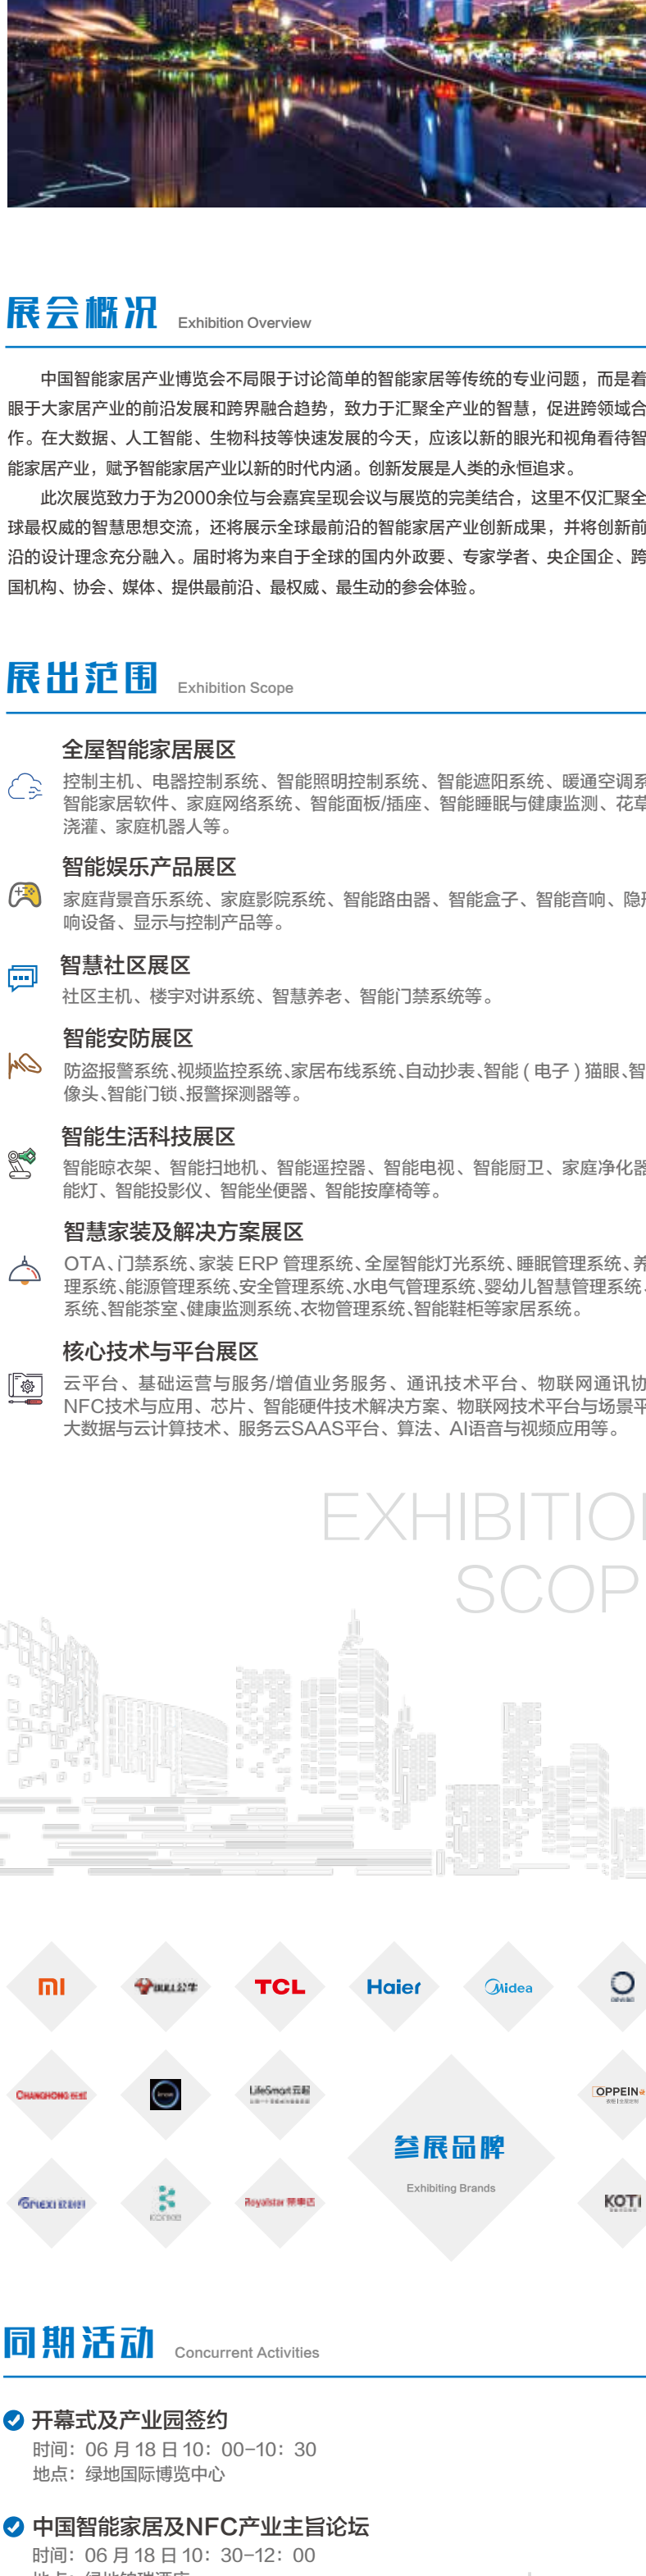 展会概况 Exhibition Overview
中国智能家居产业博览会不局限于讨论简单的智能家居等传统的专业问题，而是着
眼于大家居产业的前沿发展和跨界融合趋势，致力于汇聚全产业的智慧，促进跨领域合
作。在大数据、人工智能、生物科技等快速发展的今天，应该以新的眼光和视角看待智
能家居产业，赋予智能家居产业以新的时代内涵。创新发展是人类的永恒追求。
此次展览致力于为2000余位与会嘉宾呈现会议与展览的完美结合，这里不仅汇聚全
球最权威的智慧思想交流，还将展示全球最前沿的智能家居产业创新成果，并将创新前
沿的设计理念充分融入。届时将为来自于全球的国内外政要、专家学者、央企国企、跨
国机构、协会、媒体、提供最前沿、最权威、最生动的参会体验。
展出范围 Exhibition Scope
全屋智能家居展区
控制主机、电器控制系统、智能照明控制系统、智能遮阳系统、暖通空调系
智能家居软件、家庭网络系统、智能面板/插座、智能睡眠与健康监测、花草
浇灌、家庭机器人等。
智能娱乐产品展区
家庭背景音乐系统、家庭影院系统、智能路由器、智能盒子、智能音响、隐形
响设备、显示与控制产品等。
智慧社区展区
社区主机、楼宇对讲系统、智慧养老、智能门禁系统等。
智能安防展区
防盗报警系统、视频监控系统、家居布线系统、自动抄表、智能（电子）猫眼、智
像头、智能门锁、报警探测器等。
智能生活科技展区
智能晾衣架、智能扫地机、智能遥控器、智能电视、智能厨卫、家庭净化器
能灯、智能投影仪、智能坐便器、智能按摩椅等。
智慧家装及解决方案展区
OTA、门禁系统、家装 ERP 管理系统、全屋智能灯光系统、睡眠管理系统、养
理系统、能源管理系统、安全管理系统、水电气管理系统、婴幼儿智慧管理系统、
系统、智能茶室、健康监测系统、衣物管理系统、智能鞋柜等家居系统。
核心技术与平台展区
云平台、基础运营与服务/增值业务服务、通讯技术平台、物联网通讯协
NFC技术与应用、芯片、智能硬件技术解决方案、物联网技术平台与场景平
大数据与云计算技术、服务云SAAS平台、算法、AI语音与视频应用等。
EXHIBITIO
SCOP
MI BULL公牛 TCL Haier Midea
CHANGHONG长虹 LifeSmart云起 OPPEIN
参展品牌
Exhibiting Brands
Royalstar 荣事达 KOTI
同期活动 Concurrent Activities
开幕式及产业园签约
时间：06 月 18 日 10：00-10：30
地点：绿地国际博览中心
中国智能家居及NFC产业主旨论坛
时间：06 月 18 日 10：30-12：00